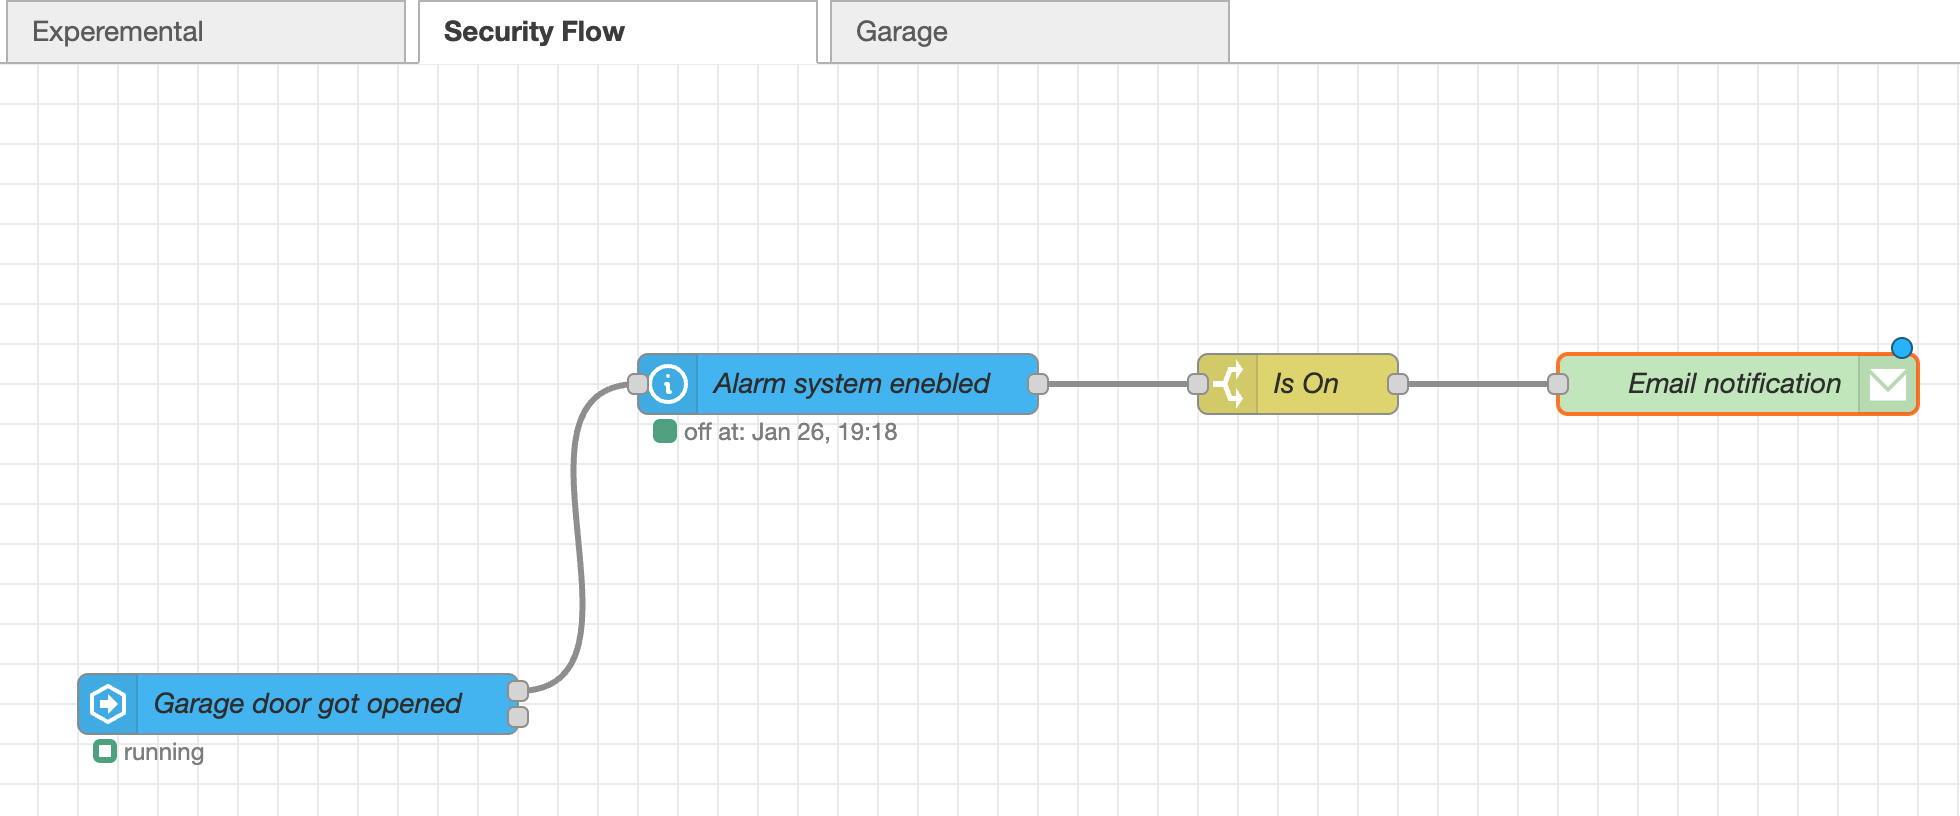 Experemental
Security Flow
Garage
Alarm system enebled
Is On
Email notification
off at: Jan 26, 19:18
Garage door got opened
running